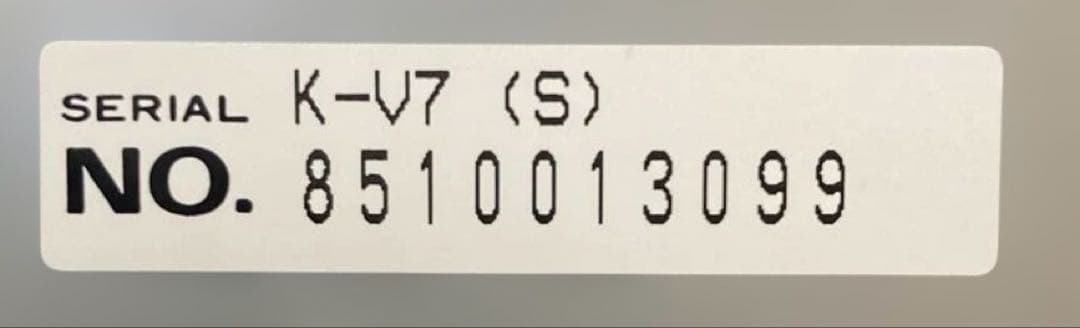 SERIAL K-V7 (S)
NO. 8510013099